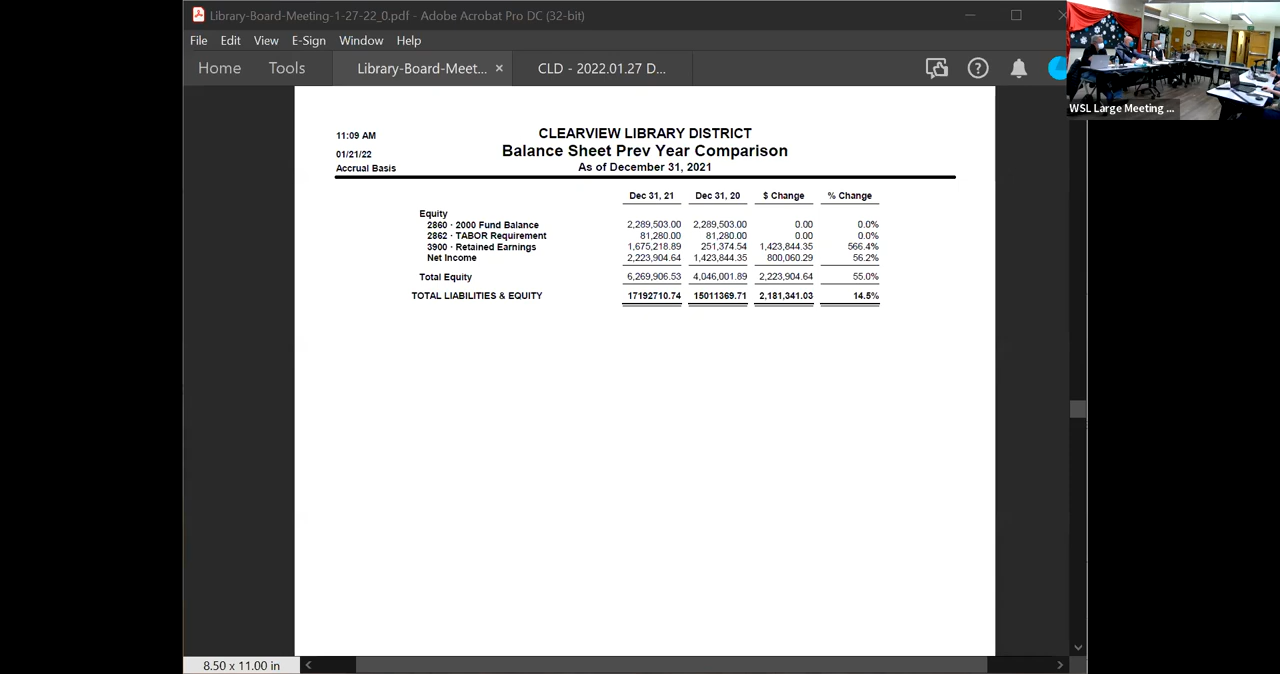 Library-Board-Meeting-1-27-22_0.pdf - Adobe Acrobat Pro DC (32-bit)
File Edit View E-Sign Window Help
Home Tools Library-Board-Meet... × CLD - 2022.01.27 D...
WSL Large Meeting ...
11:09 AM CLEARVIEW LIBRARY DISTRICT
01/21/22 Balance Sheet Prev Year Comparison
Accrual Basis As of December 31, 2021
Dec 31, 21 Dec 31, 20 $ Change % Change
Equity
2860 · 2000 Fund Balance 2,289,503.00 2,289,503.00 0.00 0.0%
2862 · TABOR Requirement 81,280.00 81,280.00 0.00 0.0%
3900 · Retained Earnings 1,675,218.89 251,374.54 1,423,844.35 566.4%
Net Income 2,223,904.64 1,423,844.35 800,060.29 56.2%
Total Equity 6,269,906.53 4,046,001.89 2,223,904.64 55.0%
TOTAL LIABILITIES & EQUITY 17192710.74 15011369.71 2,181,341.03 14.5%
8.50 x 11.00 in